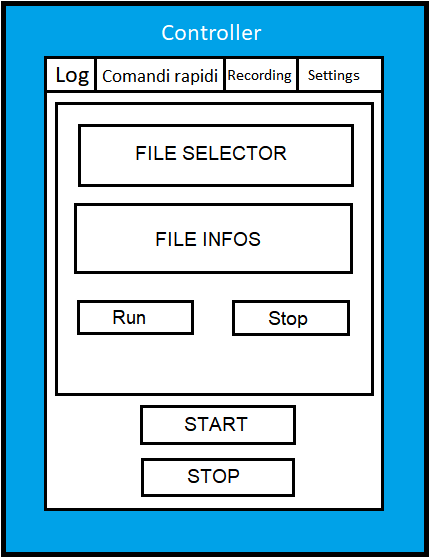 Controller
Log Comandi rapidi Recording Settings
FILE SELECTOR
FILE INFOS
Run Stop
START
STOP